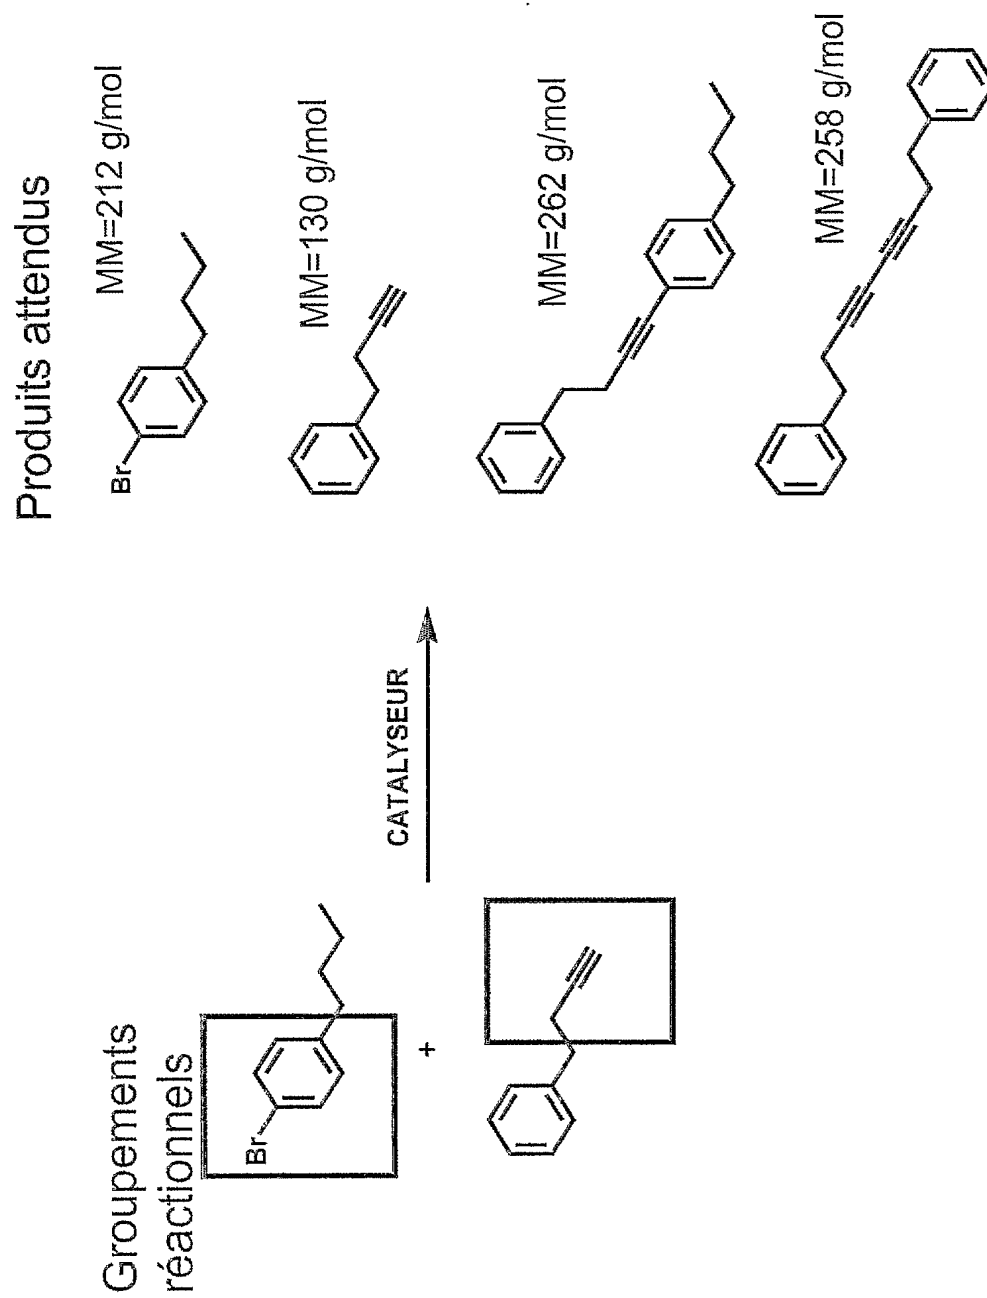 Groupements
réactionnels
Br
+
CATALYSEUR
Produits attendus
Br
MM=212 g/mol
MM=130 g/mol
MM=262 g/mol
MM=258 g/mol